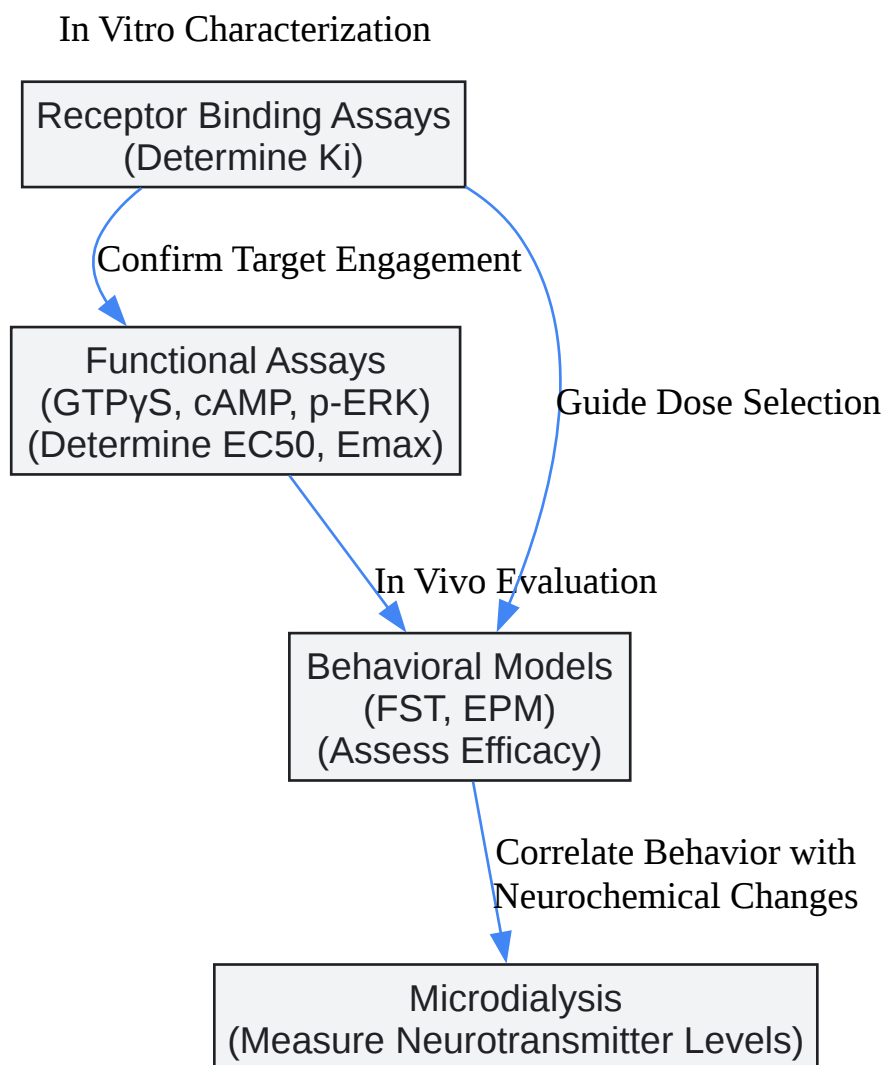 In Vitro Characterization
Receptor Binding Assays
(Determine Ki)
Confirm Target Engagement
Functional Assays
(GTPγS, cAMP, p-ERK)
(Determine EC50, Emax)
Guide Dose Selection
In Vivo Evaluation
Behavioral Models
(FST, EPM)
(Assess Efficacy)
Correlate Behavior with
Neurochemical Changes
Microdialysis
(Measure Neurotransmitter Levels)